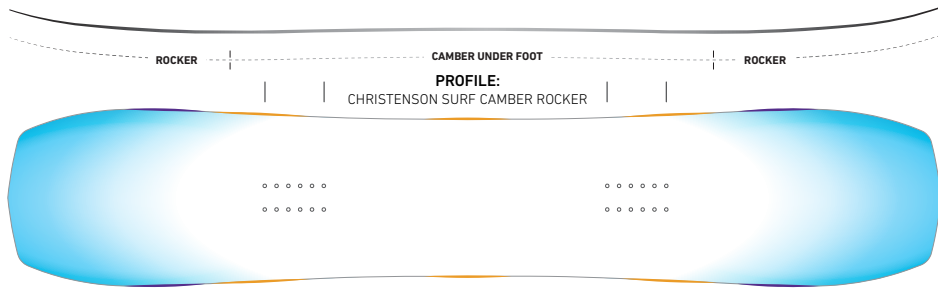 ROCKER
CAMBER UNDER FOOT
ROCKER
PROFILE:
CHRISTENSON SURF CAMBER ROCKER